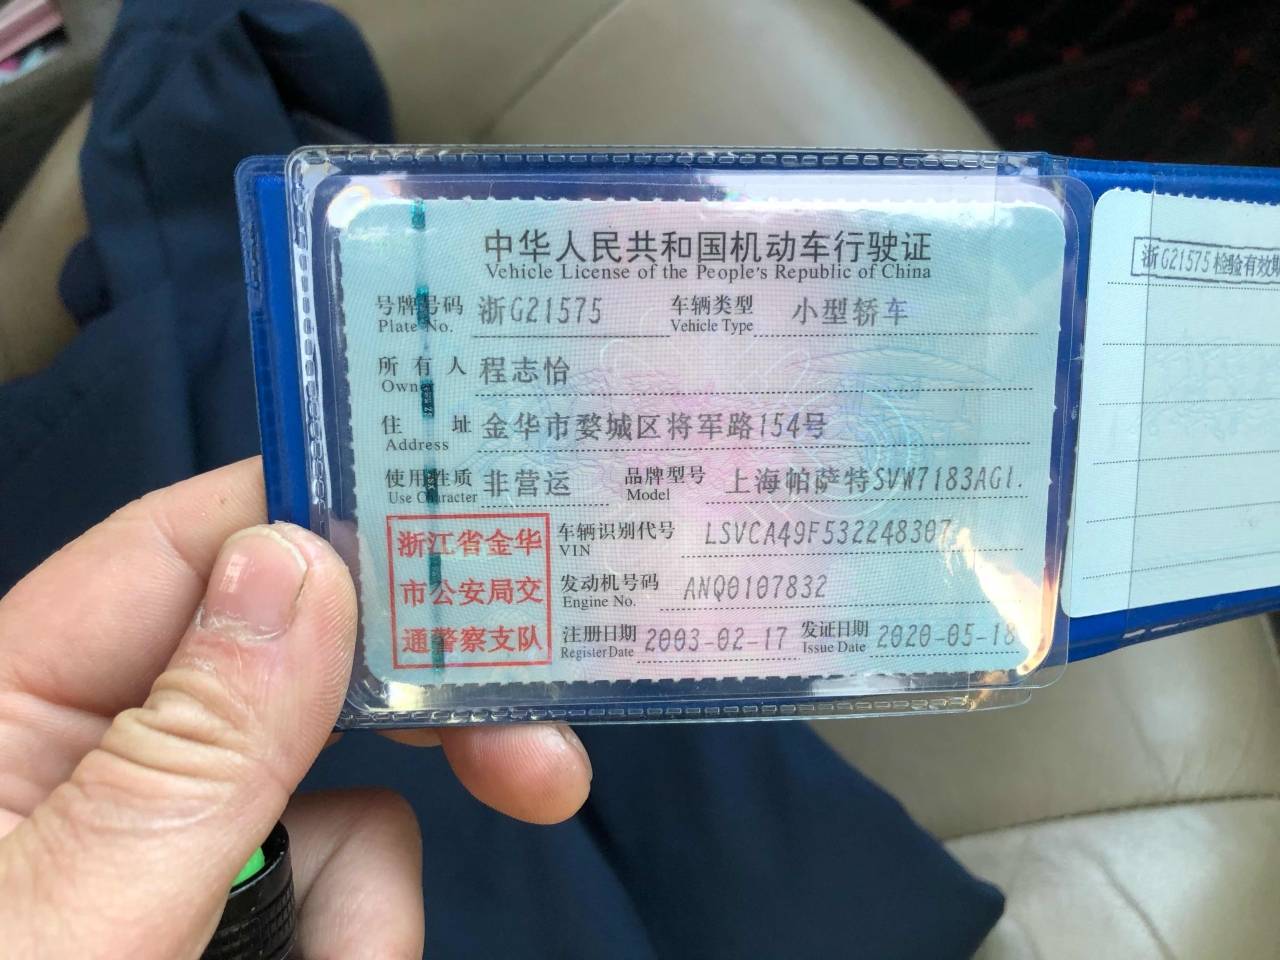 中华人民共和国机动车行驶证
Vehicle License of the People's Republic of China
号牌号码 浙G21575 车辆类型 小型轿车
Plate No. Vehicle Type
所有人 程志怡
Owner
住址 金华市婺城区将军路154号
Address
使用性质 非营运 品牌型号 上海帕萨特SVW7183AGI.
Use Character Model
浙江省金华
市公安局交
通警察支队
车辆识别代号 LSVCA49F532248307
VIN
发动机号码 ANQ0107832
Engine No.
注册日期 2003-02-17 发证日期 2020-05-18
Register Date Issue Date
浙G21575检验有效期